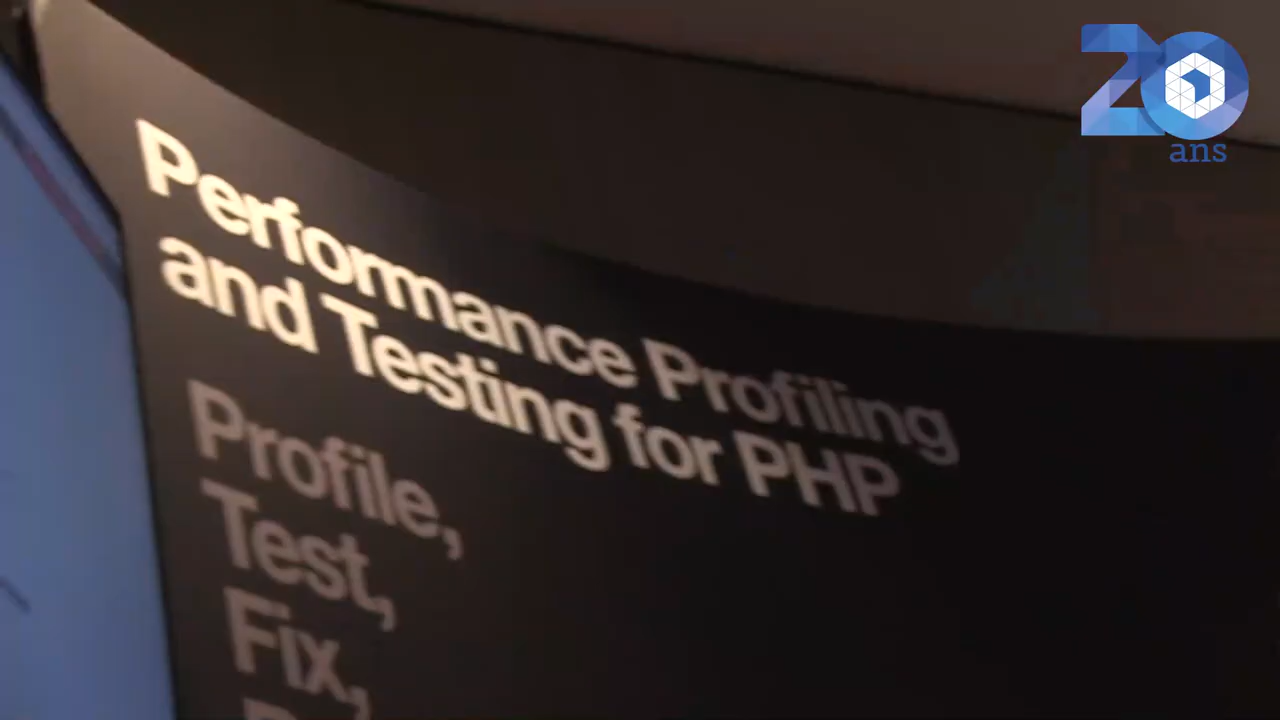 20
ans
Performance Profiling
and Testing for PHP
Profile,
Test,
Fix,